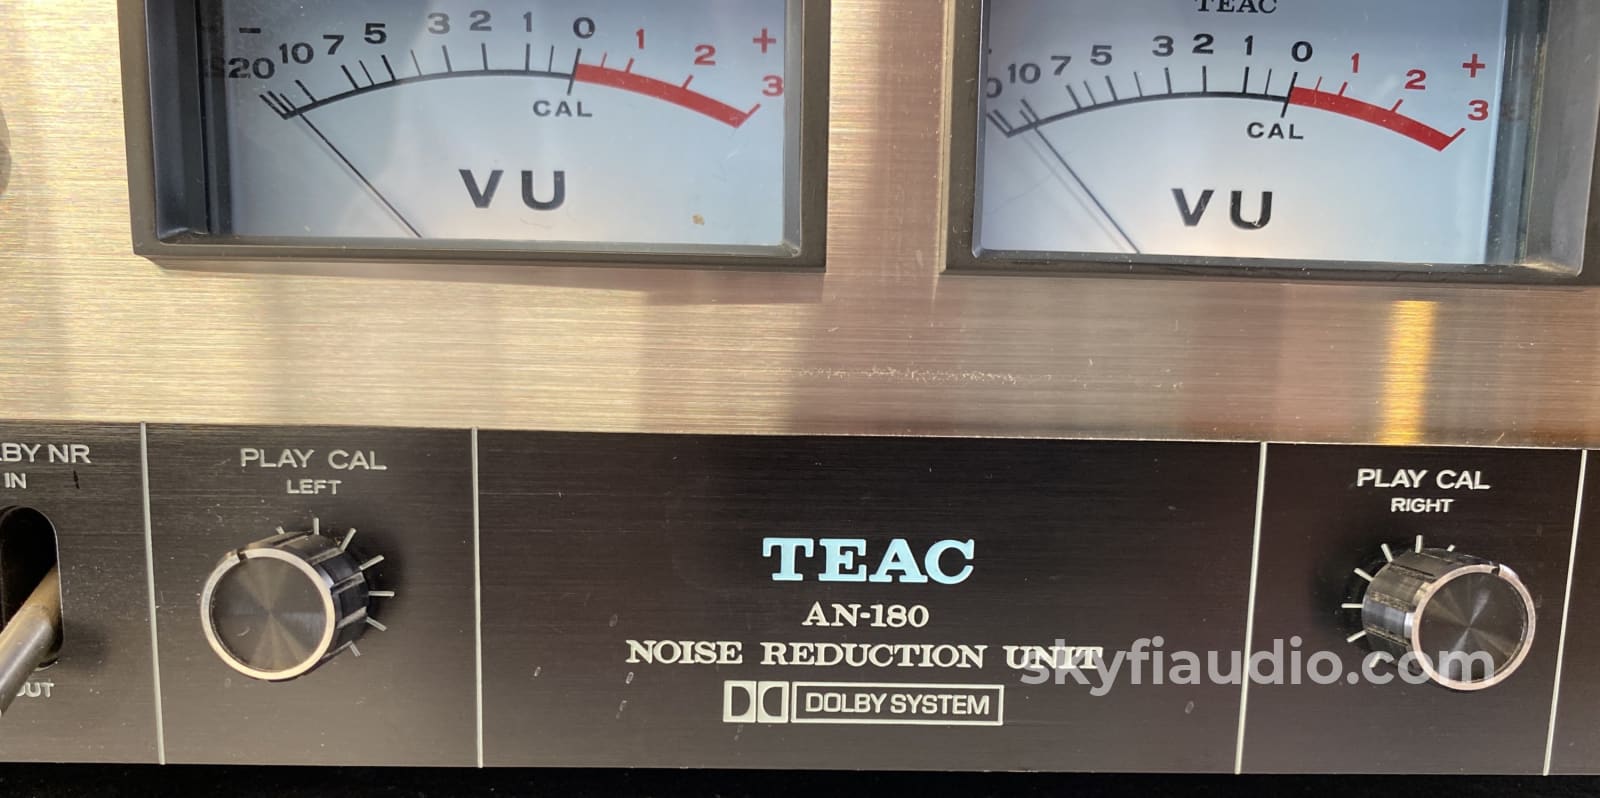 TEAC
− 20 10 7 5 3 2 1 0 1 2 3 +
CAL
VU
10 7 5 3 2 1 0 1 2 3 +
CAL
VU
BY NR
IN
OUT
PLAY CAL
LEFT
TEAC
AN-180
NOISE REDUCTION UNIT
DOLBY SYSTEM
PLAY CAL
RIGHT
skyfiaudio.com